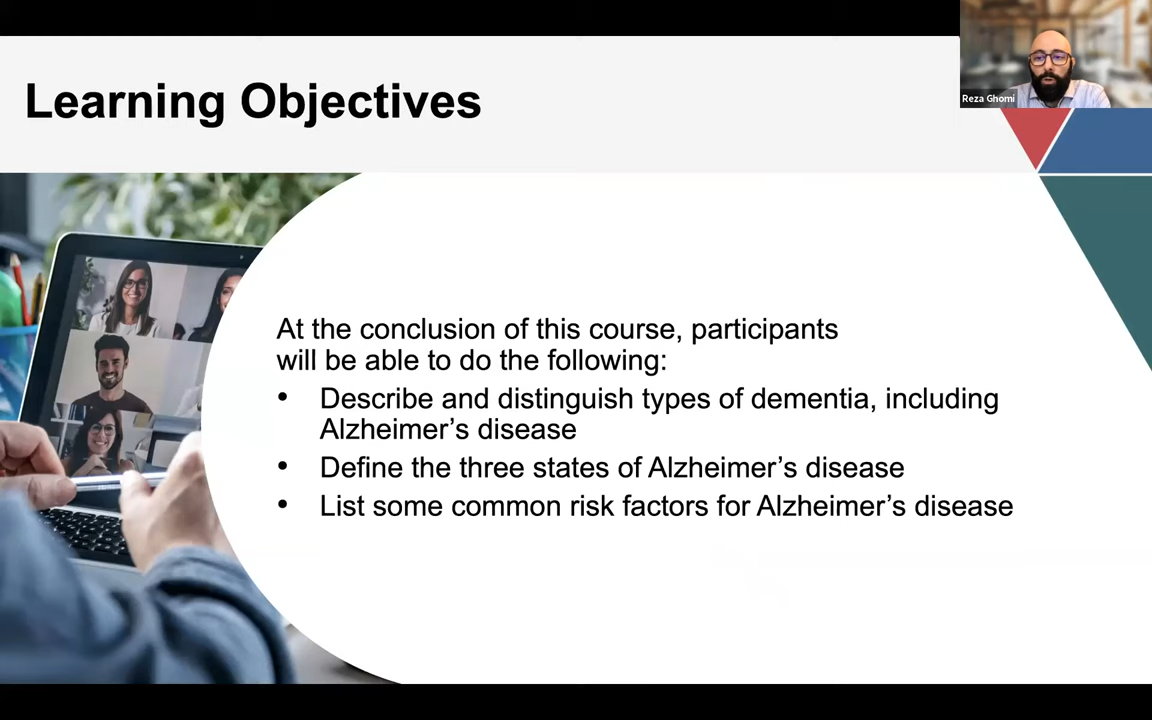 Learning Objectives
Reza Ghomi
At the conclusion of this course, participants
will be able to do the following:
• Describe and distinguish types of dementia, including
Alzheimer’s disease
• Define the three states of Alzheimer’s disease
• List some common risk factors for Alzheimer’s disease